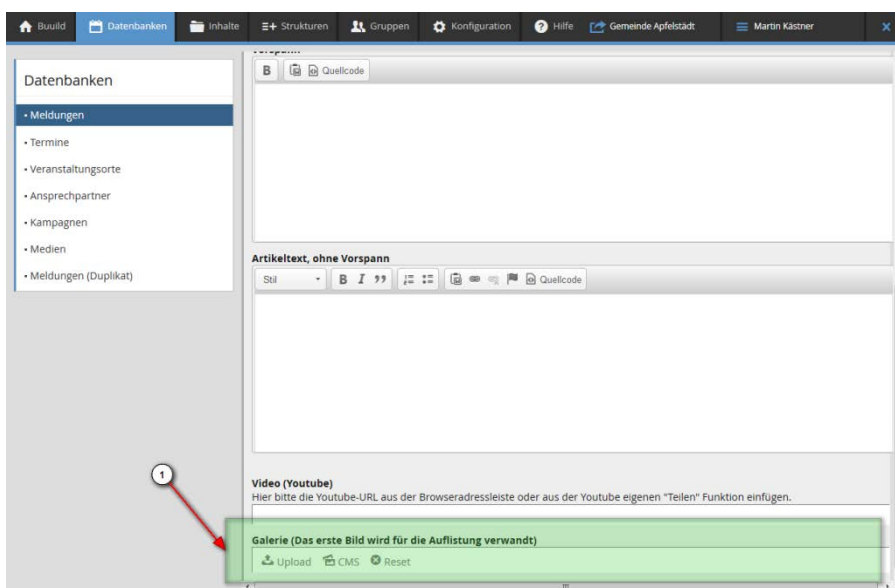 Buuild Datenbanken Inhalte Strukturen Gruppen Konfiguration Hilfe Gemeinde Apfelstädt Martin Kästner
Datenbanken
Meldungen
Termine
Veranstaltungsorte
Ansprechpartner
Kampagnen
Medien
Meldungen (Duplikat)
Vorspann
B Quellcode
Artikeltext, ohne Vorspann
Stil B I Quellcode
1
Video (Youtube)
Hier bitte die Youtube-URL aus der Browseradressleiste oder aus der Youtube eigenen "Teilen" Funktion einfügen.
Galerie (Das erste Bild wird für die Auflistung verwandt)
Upload CMS Reset